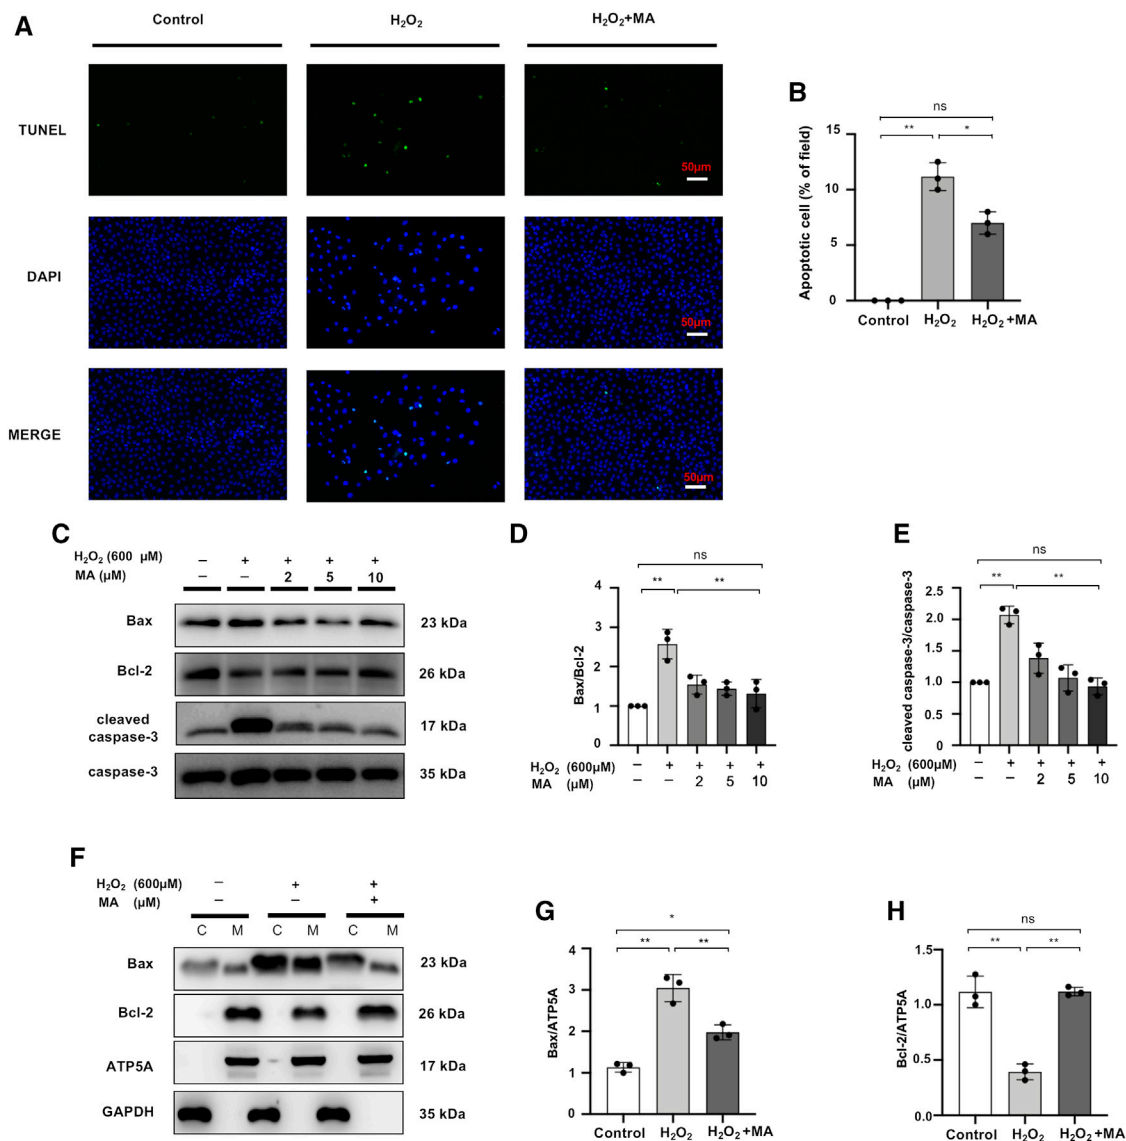 A
Control
H₂O₂
H₂O₂+MA
TUNEL
50μm
DAPI
50μm
MERGE
50μm
B
ns
** *
Apoptotic cell (% of field)
15
10
5
0
Control H₂O₂ H₂O₂+MA
C
H₂O₂ (600 μM) – + + + +
MA (μM) – – 2 5 10
Bax 23 kDa
Bcl-2 26 kDa
cleaved
caspase-3 17 kDa
caspase-3 35 kDa
D
ns
** **
Bax/Bcl-2
4
3
2
1
0
H₂O₂ (600μM) – + + + +
MA (μM) – – 2 5 10
E
ns
** **
cleaved caspase-3/caspase-3
2.5
2.0
1.5
1.0
0.5
0
H₂O₂ (600μM) – + + + +
MA (μM) – – 2 5 10
F
H₂O₂ (600μM) – + +
MA (μM) – – +
C M C M C M
Bax 23 kDa
Bcl-2 26 kDa
ATP5A 17 kDa
GAPDH 35 kDa
G
*
** **
Bax/ATP5A
4
3
2
1
0
Control H₂O₂ H₂O₂+MA
H
ns
** **
Bcl-2/ATP5A
1.0
0.5
0.0
Control H₂O₂ H₂O₂+MA